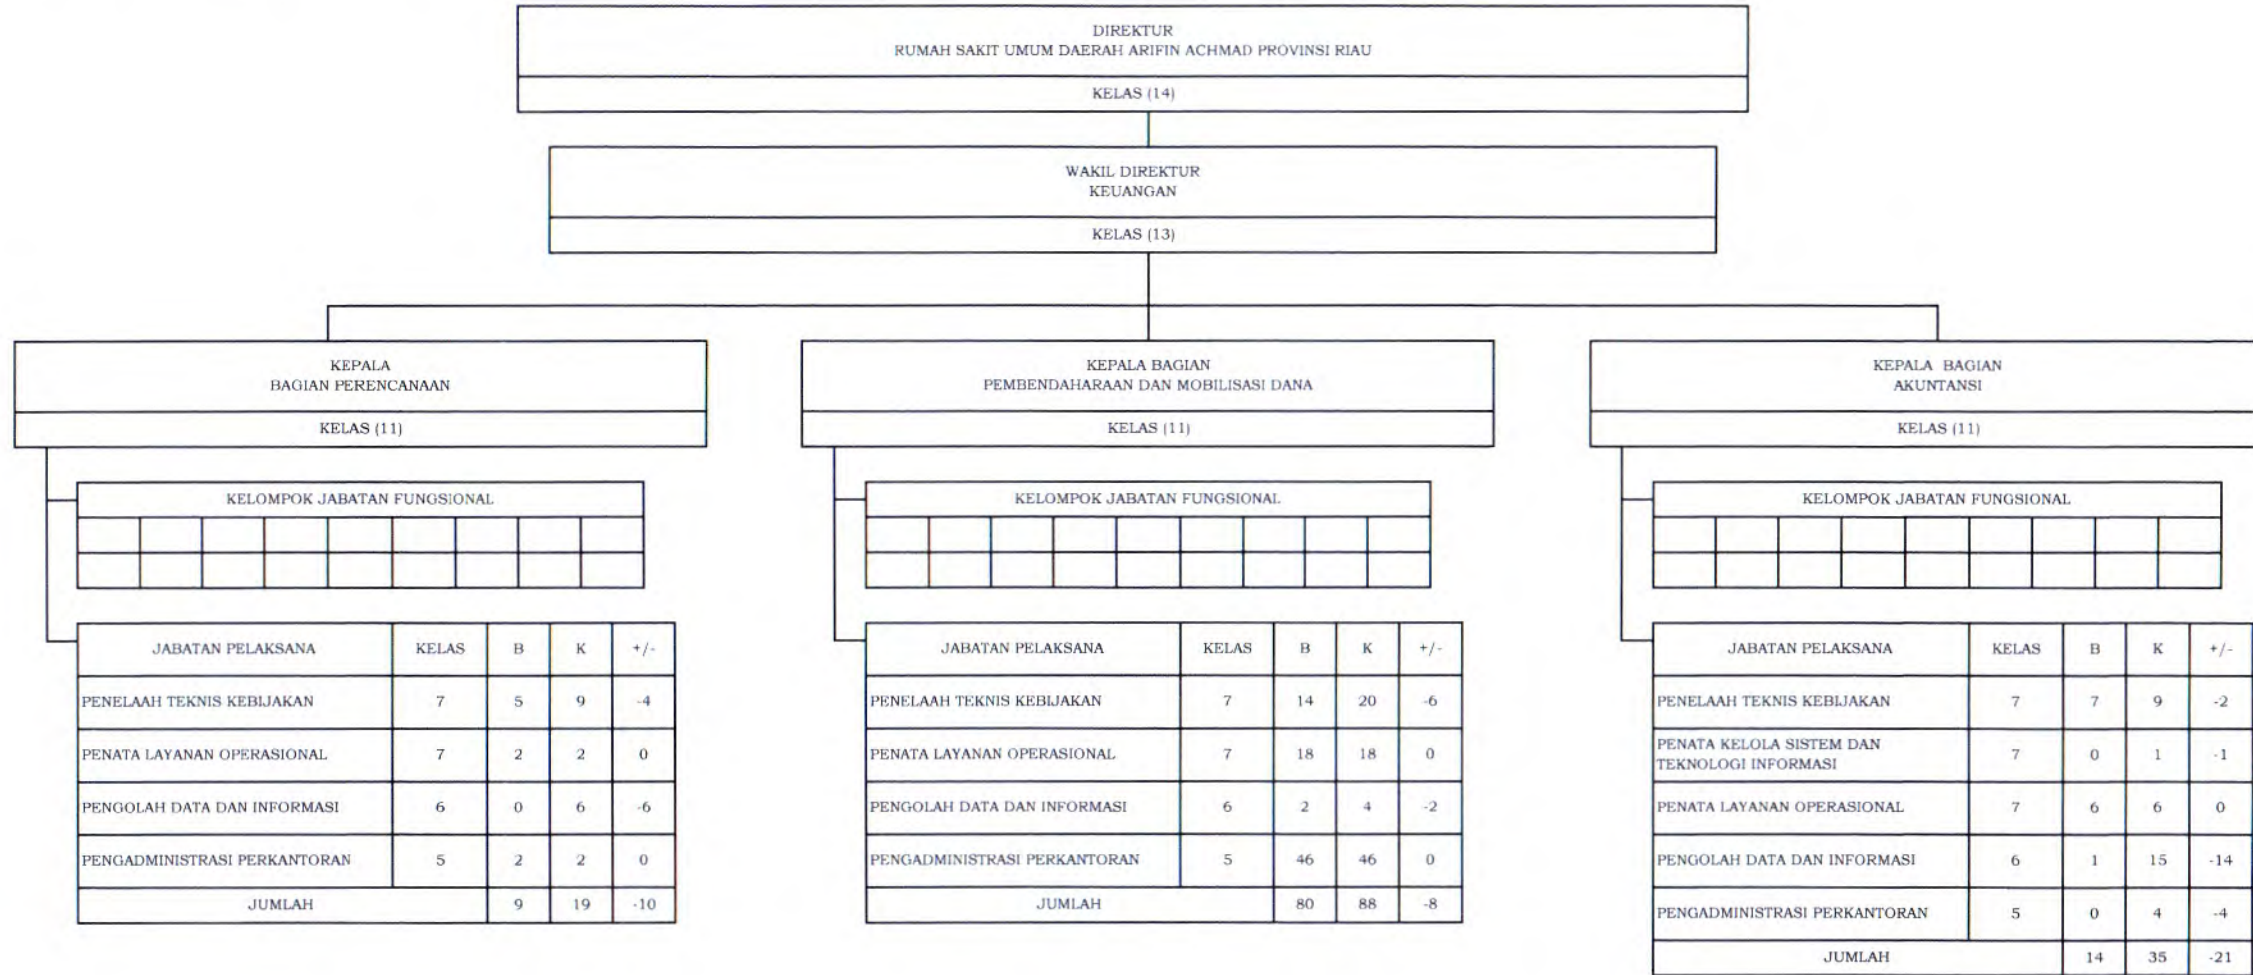 DIREKTUR
RUMAH SAKIT UMUM DAERAH ARIFIN ACHMAD PROVINSI RIAU
KELAS (14)
WAKIL DIREKTUR
KEUANGAN
KELAS (13)
KEPALA
BAGIAN PERENCANAAN
KELAS (11)
KELOMPOK JABATAN FUNGSIONAL
JABATAN PELAKSANA KELAS B K +/-
PENELAAH TEKNIS KEBIJAKAN 7 5 9 -4
PENATA LAYANAN OPERASIONAL 7 2 2 0
PENGOLAH DATA DAN INFORMASI 6 0 6 -6
PENGADMINISTRASI PERKANTORAN 5 2 2 0
JUMLAH 9 19 -10
KEPALA BAGIAN
PEMBENDAHARAAN DAN MOBILISASI DANA
KELAS (11)
KELOMPOK JABATAN FUNGSIONAL
JABATAN PELAKSANA KELAS B K +/-
PENELAAH TEKNIS KEBIJAKAN 7 14 20 -6
PENATA LAYANAN OPERASIONAL 7 18 18 0
PENGOLAH DATA DAN INFORMASI 6 2 4 -2
PENGADMINISTRASI PERKANTORAN 5 46 46 0
JUMLAH 80 88 -8
KEPALA BAGIAN
AKUNTANSI
KELAS (11)
KELOMPOK JABATAN FUNGSIONAL
JABATAN PELAKSANA KELAS B K +/-
PENELAAH TEKNIS KEBIJAKAN 7 7 9 -2
PENATA KELOLA SISTEM DAN
TEKNOLOGI INFORMASI 7 0 1 -1
PENATA LAYANAN OPERASIONAL 7 6 6 0
PENGOLAH DATA DAN INFORMASI 6 1 15 -14
PENGADMINISTRASI PERKANTORAN 5 0 4 -4
JUMLAH 14 35 -21